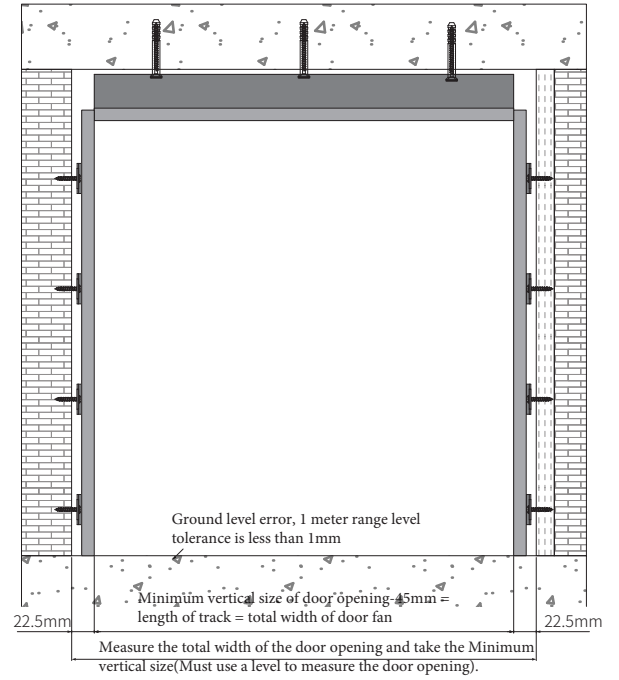 Ground level error, 1 meter range level
tolerance is less than 1mm
Minimum vertical size of door opening-45mm =
length of track = total width of door fan
22.5mm
22.5mm
Measure the total width of the door opening and take the Minimum
vertical size(Must use a level to measure the door opening).